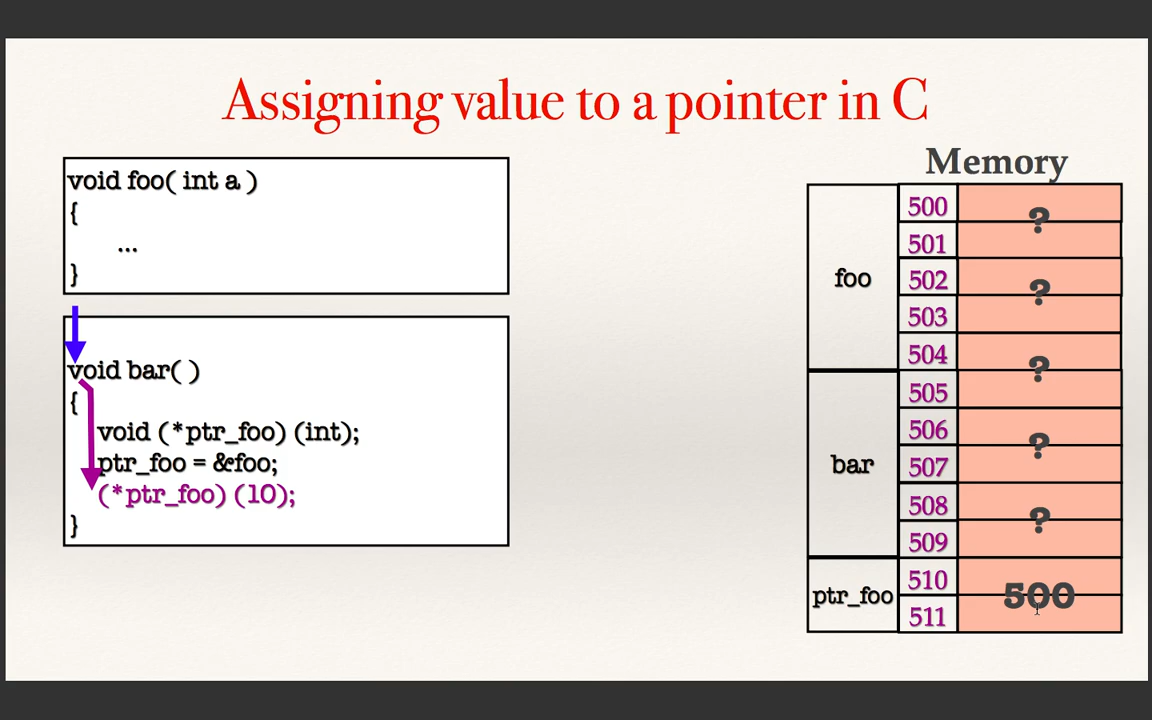 Assigning value to a pointer in C
void foo( int a )
{
...
}
void bar( )
{
void (*ptr_foo) (int);
ptr_foo = &foo;
(*ptr_foo) (10);
}
Memory
foo
500
?
501
502
?
503
504
?
bar
505
506
?
507
508
?
509
ptr_foo
510
500
511